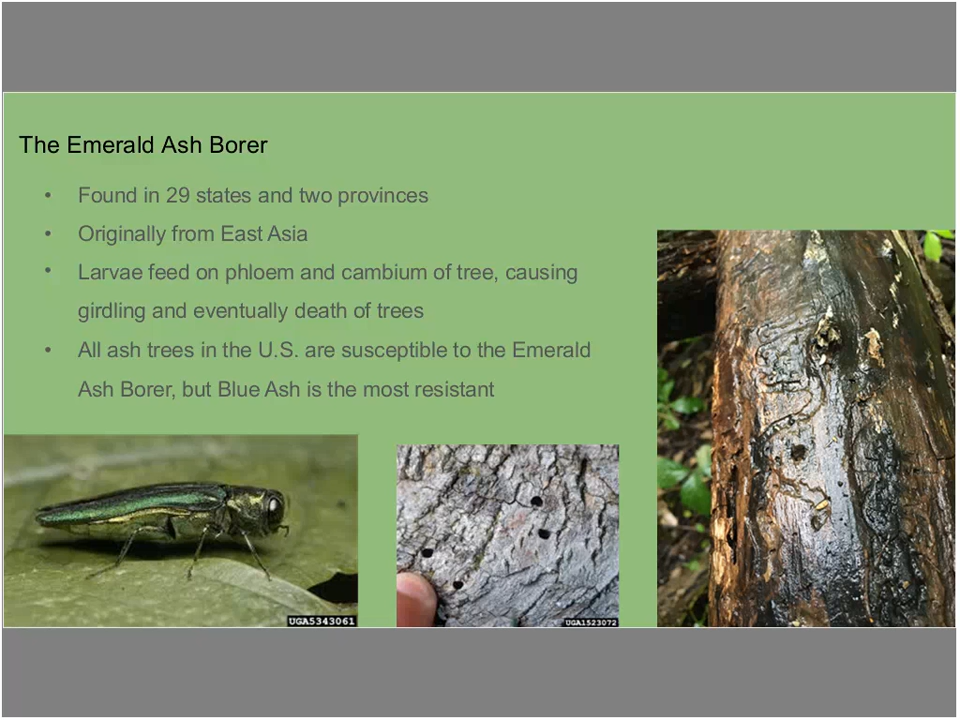 The Emerald Ash Borer
• Found in 29 states and two provinces
• Originally from East Asia
• Larvae feed on phloem and cambium of tree, causing
girdling and eventually death of trees
• All ash trees in the U.S. are susceptible to the Emerald
Ash Borer, but Blue Ash is the most resistant
UGA5343061
UGA1523072